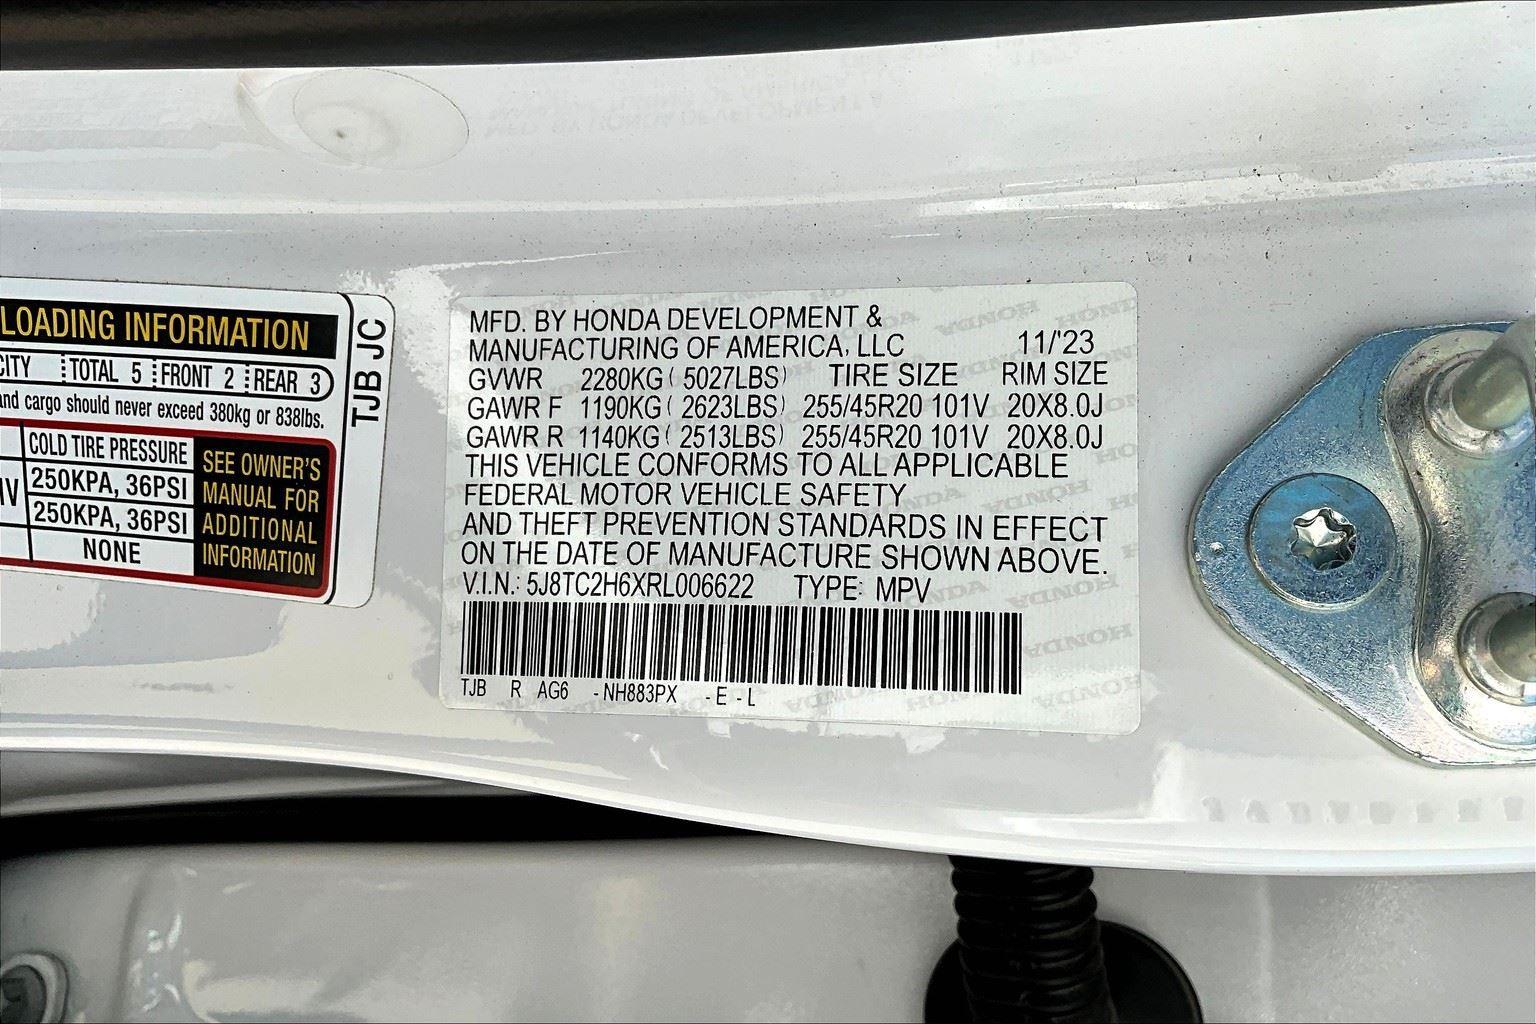 LOADING INFORMATION
CITY TOTAL 5 FRONT 2 REAR 3
and cargo should never exceed 380kg or 838lbs.
COLD TIRE PRESSURE
250KPA, 36PSI
250KPA, 36PSI
NONE
SEE OWNER'S
MANUAL FOR
ADDITIONAL
INFORMATION
TJB JC
MFD. BY HONDA DEVELOPMENT &
MANUFACTURING OF AMERICA, LLC 11/'23
GVWR 2280KG ( 5027LBS) TIRE SIZE RIM SIZE
GAWR F 1190KG ( 2623LBS) 255/45R20 101V 20X8.0J
GAWR R 1140KG ( 2513LBS) 255/45R20 101V 20X8.0J
THIS VEHICLE CONFORMS TO ALL APPLICABLE
FEDERAL MOTOR VEHICLE SAFETY
AND THEFT PREVENTION STANDARDS IN EFFECT
ON THE DATE OF MANUFACTURE SHOWN ABOVE.
V.I.N.: 5J8TC2H6XRL006622 TYPE: MPV
TJB R AG6 -NH883PX -E -L